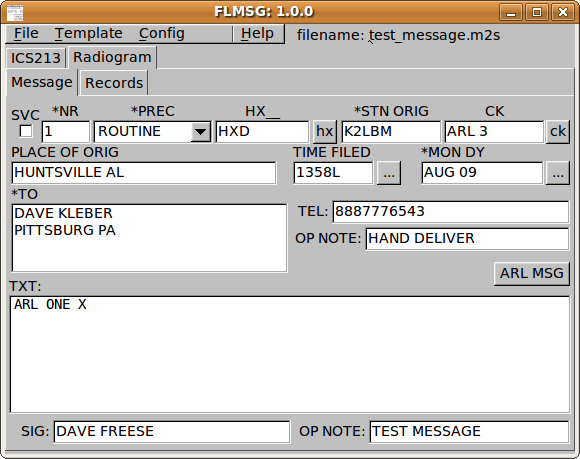 FLMSG: 1.0.0
File Template Config Help filename: test_message.m2s
ICS213 Radiogram
Message Records
SVC *NR *PREC HX__ *STN ORIG CK
1 ROUTINE HXD hx K2LBM ARL 3 ck
PLACE OF ORIG TIME FILED *MON DY
HUNTSVILLE AL 1358L ... AUG 09 ...
*TO
DAVE KLEBER TEL: 8887776543
PITTSBURG PA
OP NOTE: HAND DELIVER
ARL MSG
TXT:
ARL ONE X
SIG: DAVE FREESE OP NOTE: TEST MESSAGE